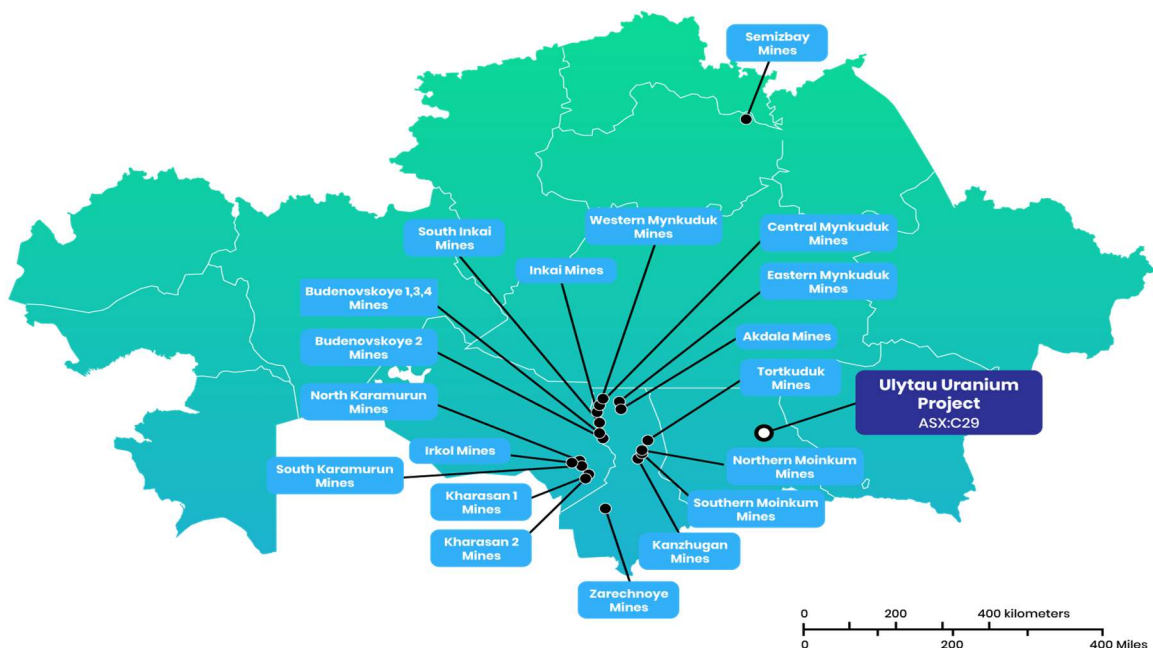 Semizbay
Mines
Western Mynkuduk
Mines
Central Mynkuduk
Mines
South Inkai
Mines
Inkai Mines
Eastern Mynkuduk
Mines
Budenovskoye 1,3,4
Mines
Akdala Mines
Budenovskoye 2
Mines
Tortkuduk
Mines
Ulytau Uranium
Project
ASX:C29
North Karamurun
Mines
Irkol Mines
South Karamurun
Mines
Northern Moinkum
Mines
Kharasan 1
Mines
Southern Moinkum
Mines
Kharasan 2
Mines
Kanzhugan
Mines
Zarechnoye
Mines
0 200 400 kilometers
0 200 400 Miles